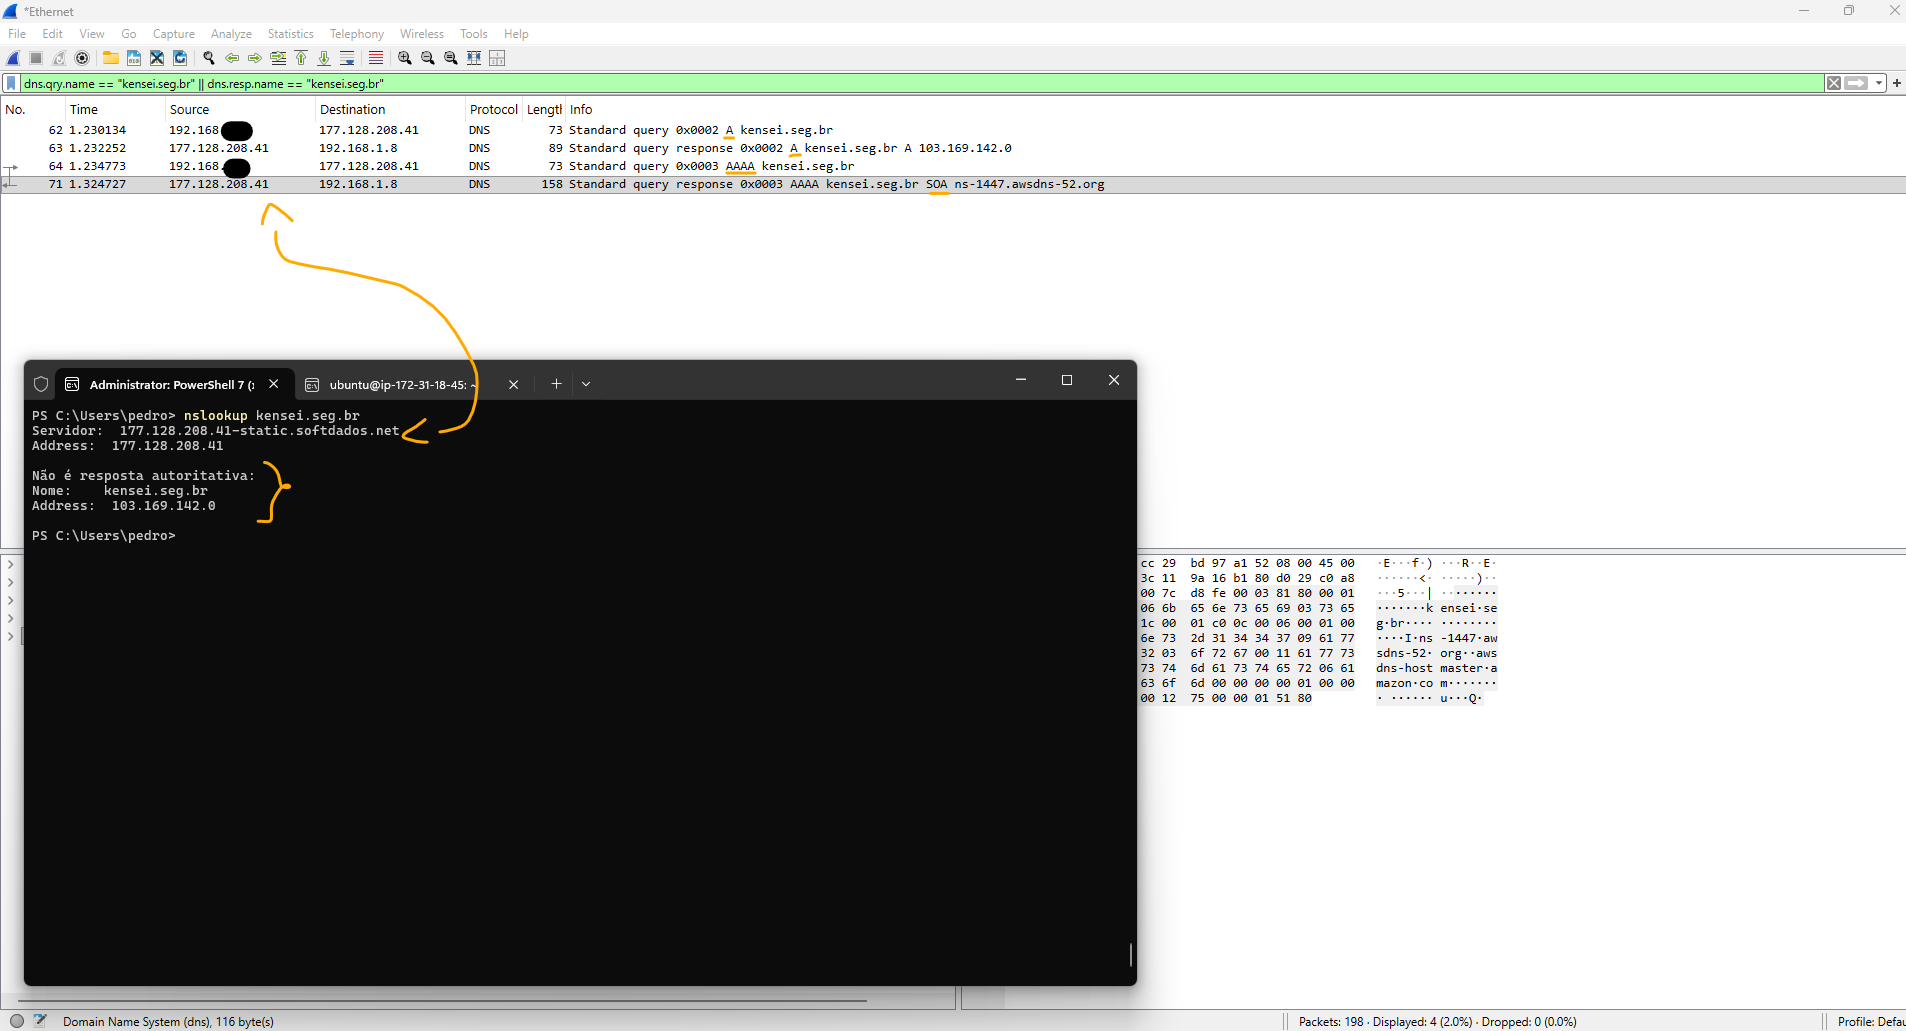 *Ethernet
File Edit View Go Capture Analyze Statistics Telephony Wireless Tools Help
dns.qry.name == "kensei.seg.br" || dns.resp.name == "kensei.seg.br"
No. Time Source Destination Protocol Length Info
62 1.230134 192.168 177.128.208.41 DNS 73 Standard query 0x0002 A kensei.seg.br
63 1.232252 177.128.208.41 192.168.1.8 DNS 89 Standard query response 0x0002 A kensei.seg.br A 103.169.142.0
64 1.234773 192.168. 177.128.208.41 DNS 73 Standard query 0x0003 AAAA kensei.seg.br
71 1.324727 177.128.208.41 192.168.1.8 DNS 158 Standard query response 0x0003 AAAA kensei.seg.br SOA ns-1447.awsdns-52.org
Administrator: PowerShell 7 (
ubuntu@ip-172-31-18-45: ~
PS C:\Users\pedro> nslookup kensei.seg.br
Servidor: 177.128.208.41-static.softdados.net
Address: 177.128.208.41
Não é resposta autoritativa:
Nome: kensei.seg.br
Address: 103.169.142.0
PS C:\Users\pedro>
cc 29 bd 97 a1 52 08 00 45 00 ·E···f·) ···R··E·
3c 11 9a 16 b1 80 d0 29 c0 a8 ······<· ·····)··
00 7c d8 fe 00 03 81 80 00 01 ···5···| ········
06 6b 65 6e 73 65 69 03 73 65 ·······k ensei·se
1c 00 01 c0 0c 00 06 00 01 00 g·br···· ········
6e 73 2d 31 34 34 37 09 61 77 ····I·ns -1447·aw
32 03 6f 72 67 00 11 61 77 73 sdns-52· org··aws
73 74 6d 61 73 74 65 72 06 61 dns-host master·a
63 6f 6d 00 00 00 00 01 00 00 mazon·co m·······
00 12 75 00 00 01 51 80 · ······ u···Q·
Domain Name System (dns), 116 byte(s)
Packets: 198 · Displayed: 4 (2.0%) · Dropped: 0 (0.0%)
Profile: Defau